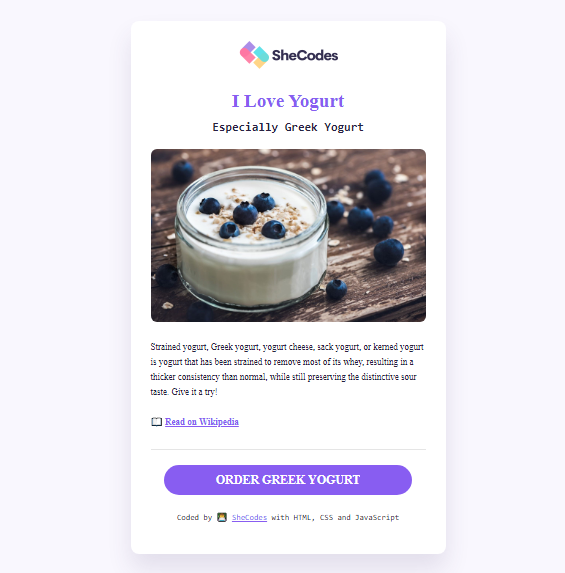 SheCodes
I Love Yogurt
Especially Greek Yogurt
Strained yogurt, Greek yogurt, yogurt cheese, sack yogurt, or kerned yogurt
is yogurt that has been strained to remove most of its whey, resulting in a
thicker consistency than normal, while still preserving the distinctive sour
taste. Give it a try!
📖 Read on Wikipedia
ORDER GREEK YOGURT
Coded by 👩‍💻 SheCodes with HTML, CSS and JavaScript